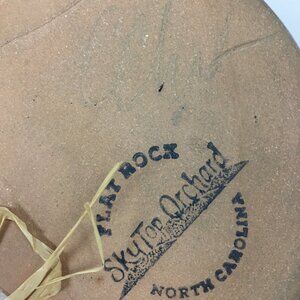 FLAT ROCK
SkyTop Orchard
NORTH CAROLINA